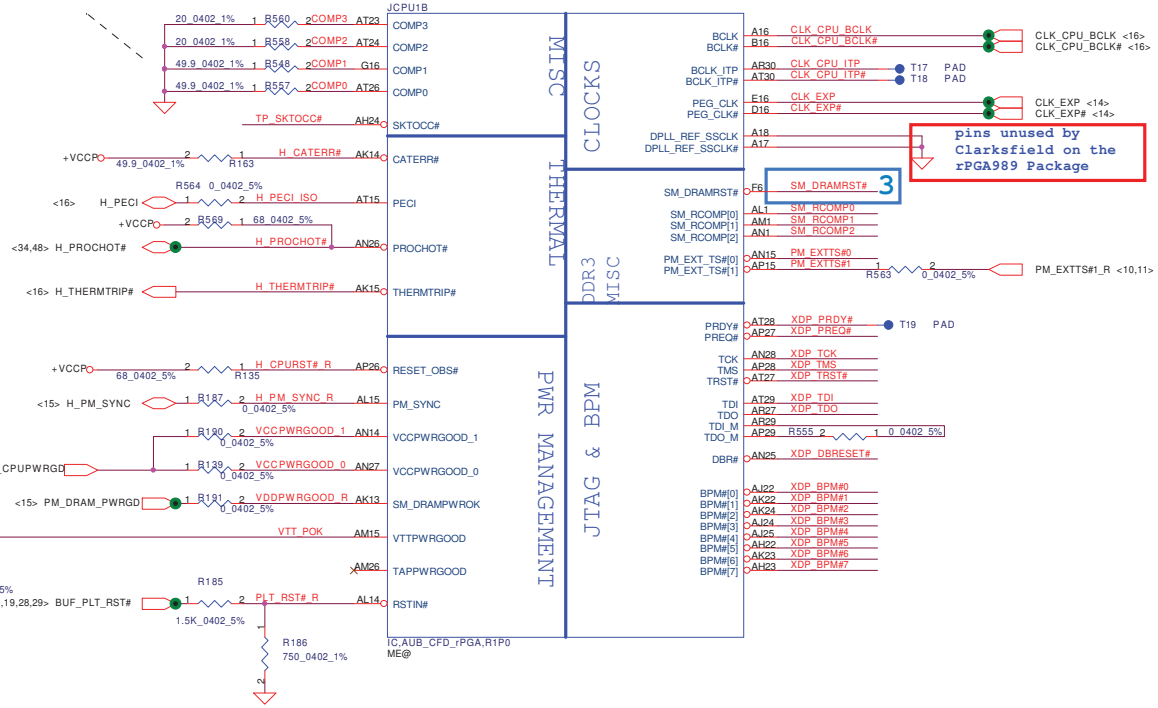 JCPU1B
20_0402_1% 1 R560 2 COMP3 AT23 COMP3
20_0402_1% 1 R558 2 COMP2 AT24 COMP2
49.9_0402_1% 1 R548 2 COMP1 G16 COMP1
49.9_0402_1% 1 R557 2 COMP0 AT26 COMP0
TP_SKTOCC# AH24 SKTOCC#
MISC
+VCCP 49.9_0402_1% 2 1 R163 H_CATERR# AK14 CATERR#
R564 0_0402_5%
<16> H_PECI 1 2 H_PECI_ISO AT15 PECI
+VCCP 2 R569 1 68_0402_5%
<34,48> H_PROCHOT# H_PROCHOT# AN26 PROCHOT#
<16> H_THERMTRIP# H_THERMTRIP# AK15 THERMTRIP#
THERMAL
+VCCP 68_0402_5% 2 1 R135 H_CPURST#_R AP26 RESET_OBS#
<15> H_PM_SYNC 1 R187 2 0_0402_5% H_PM_SYNC_R AL15 PM_SYNC
1 R190 2 0_0402_5% VCCPWRGOOD_1 AN14 VCCPWRGOOD_1
_CPUPWRGD 1 R139 2 0_0402_5% VCCPWRGOOD_0 AN27 VCCPWRGOOD_0
<15> PM_DRAM_PWRGD 1 R191 2 0_0402_5% VDDPWRGOOD_R AK13 SM_DRAMPWROK
VTT_POK AM15 VTTPWRGOOD
AM26 TAPPWRGOOD
5%
,19,28,29> BUF_PLT_RST# 1 R185 2 1.5K_0402_5% PLT_RST#_R AL14 RSTIN#
1 R186 750_0402_1% 2
PWR MANAGEMENT
IC,AUB_CFD_rPGA,R1P0
ME@
CLOCKS
BCLK A16 CLK_CPU_BCLK CLK_CPU_BCLK <16>
BCLK# B16 CLK_CPU_BCLK# CLK_CPU_BCLK# <16>
BCLK_ITP AR30 CLK_CPU_ITP T17 PAD
BCLK_ITP# AT30 CLK_CPU_ITP# T18 PAD
PEG_CLK E16 CLK_EXP CLK_EXP <14>
PEG_CLK# D16 CLK_EXP# CLK_EXP# <14>
DPLL_REF_SSCLK A18
DPLL_REF_SSCLK# A17
pins unused by
Clarksfield on the
rPGA989 Package
SM_DRAMRST# F6 SM_DRAMRST# 3
SM_RCOMP[0] AL1 SM_RCOMP0
SM_RCOMP[1] AM1 SM_RCOMP1
SM_RCOMP[2] AN1 SM_RCOMP2
PM_EXT_TS#[0] AN15 PM_EXTTS#0
PM_EXT_TS#[1] AP15 PM_EXTTS#1 1 R563 2 0_0402_5% PM_EXTTS#1_R <10,11>
DDR3
MISC
PRDY# AT28 XDP_PRDY# T19 PAD
PREQ# AP27 XDP_PREQ#
TCK AN28 XDP_TCK
TMS AP28 XDP_TMS
TRST# AT27 XDP_TRST#
TDI AT29 XDP_TDI
TDO AR27 XDP_TDO
TDI_M AR29
TDO_M AP29 R555 2 1 0_0402_5%
DBR# AN25 XDP_DBRESET#
BPM#[0] AJ22 XDP_BPM#0
BPM#[1] AK22 XDP_BPM#1
BPM#[2] AK24 XDP_BPM#2
BPM#[3] AJ24 XDP_BPM#3
BPM#[4] AJ25 XDP_BPM#4
BPM#[5] AH22 XDP_BPM#5
BPM#[6] AK23 XDP_BPM#6
BPM#[7] AH23 XDP_BPM#7
JTAG & BPM